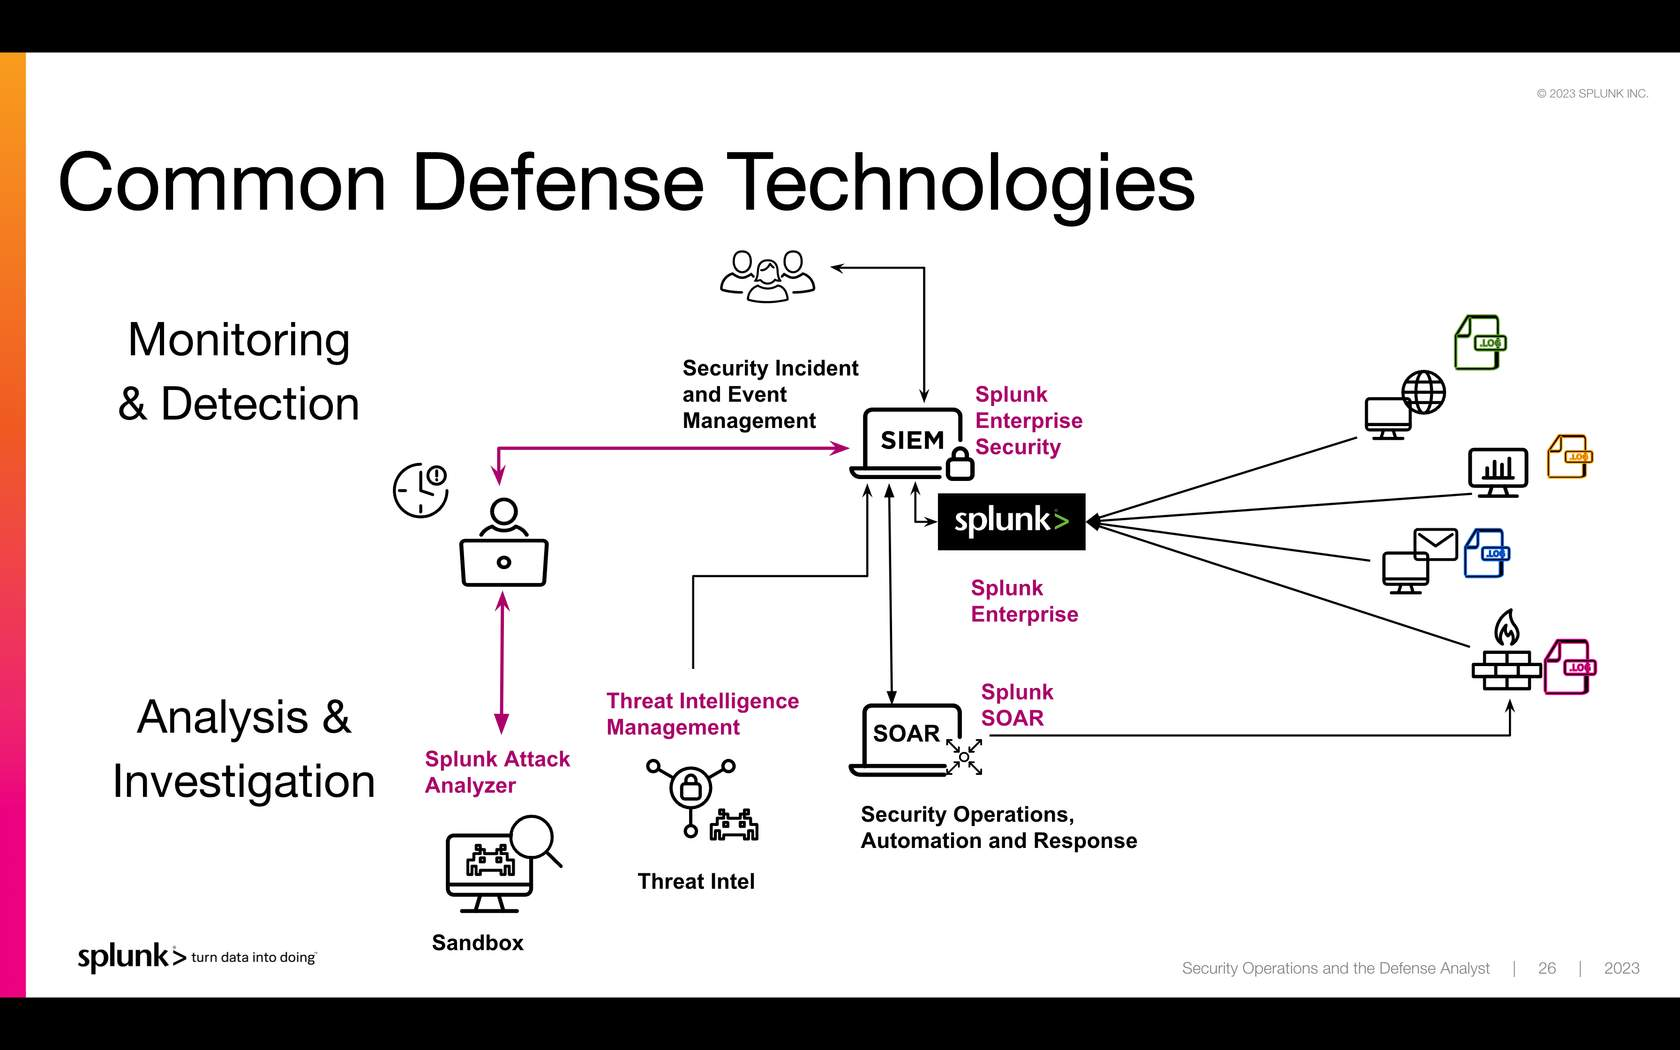 © 2023 SPLUNK INC.
Common Defense Technologies
Monitoring
& Detection
Security Incident
and Event
Management
SIEM
Splunk
Enterprise
Security
splunk>
Splunk
Enterprise
.LOG
.LOG
.LOG
.LOG
Analysis &
Investigation
Splunk Attack
Analyzer
Sandbox
Threat Intelligence
Management
Threat Intel
SOAR
Splunk
SOAR
Security Operations,
Automation and Response
splunk> turn data into doing™
Security Operations and the Defense Analyst | 26 | 2023